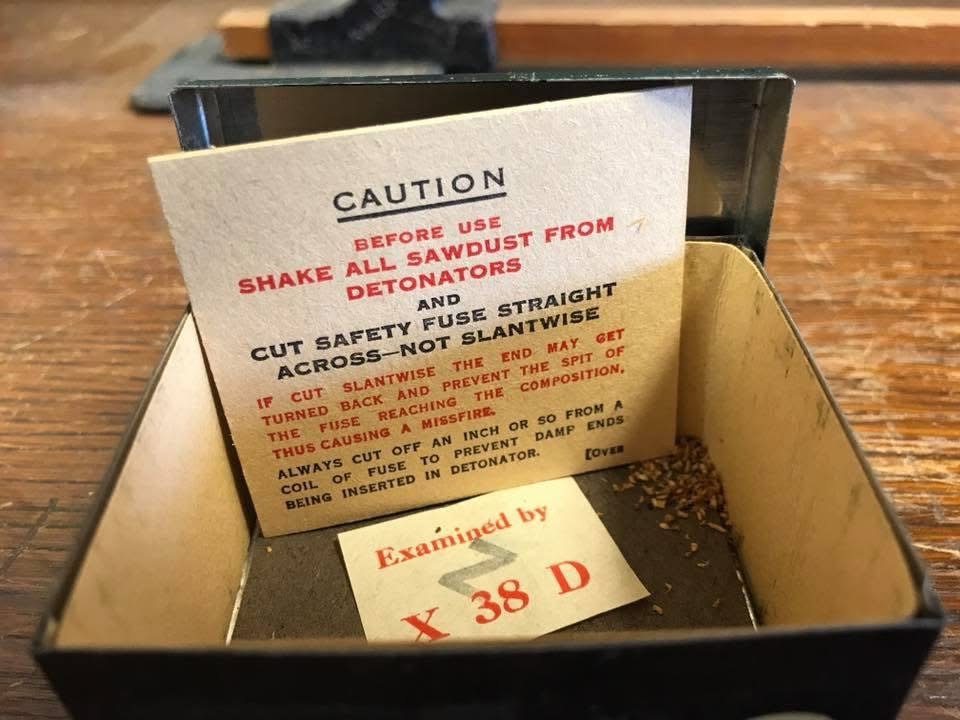 CAUTION
BEFORE USE
SHAKE ALL SAWDUST FROM
DETONATORS
AND
CUT SAFETY FUSE STRAIGHT
ACROSS—NOT SLANTWISE
IF CUT SLANTWISE THE END MAY GET
TURNED BACK AND PREVENT THE SPIT OF
THE FUSE REACHING THE COMPOSITION,
THUS CAUSING A MISSFIRE.
ALWAYS CUT OFF AN INCH OR SO FROM A
COIL OF FUSE TO PREVENT DAMP ENDS
BEING INSERTED IN DETONATOR.
[OVER
Examined by
X 38 D